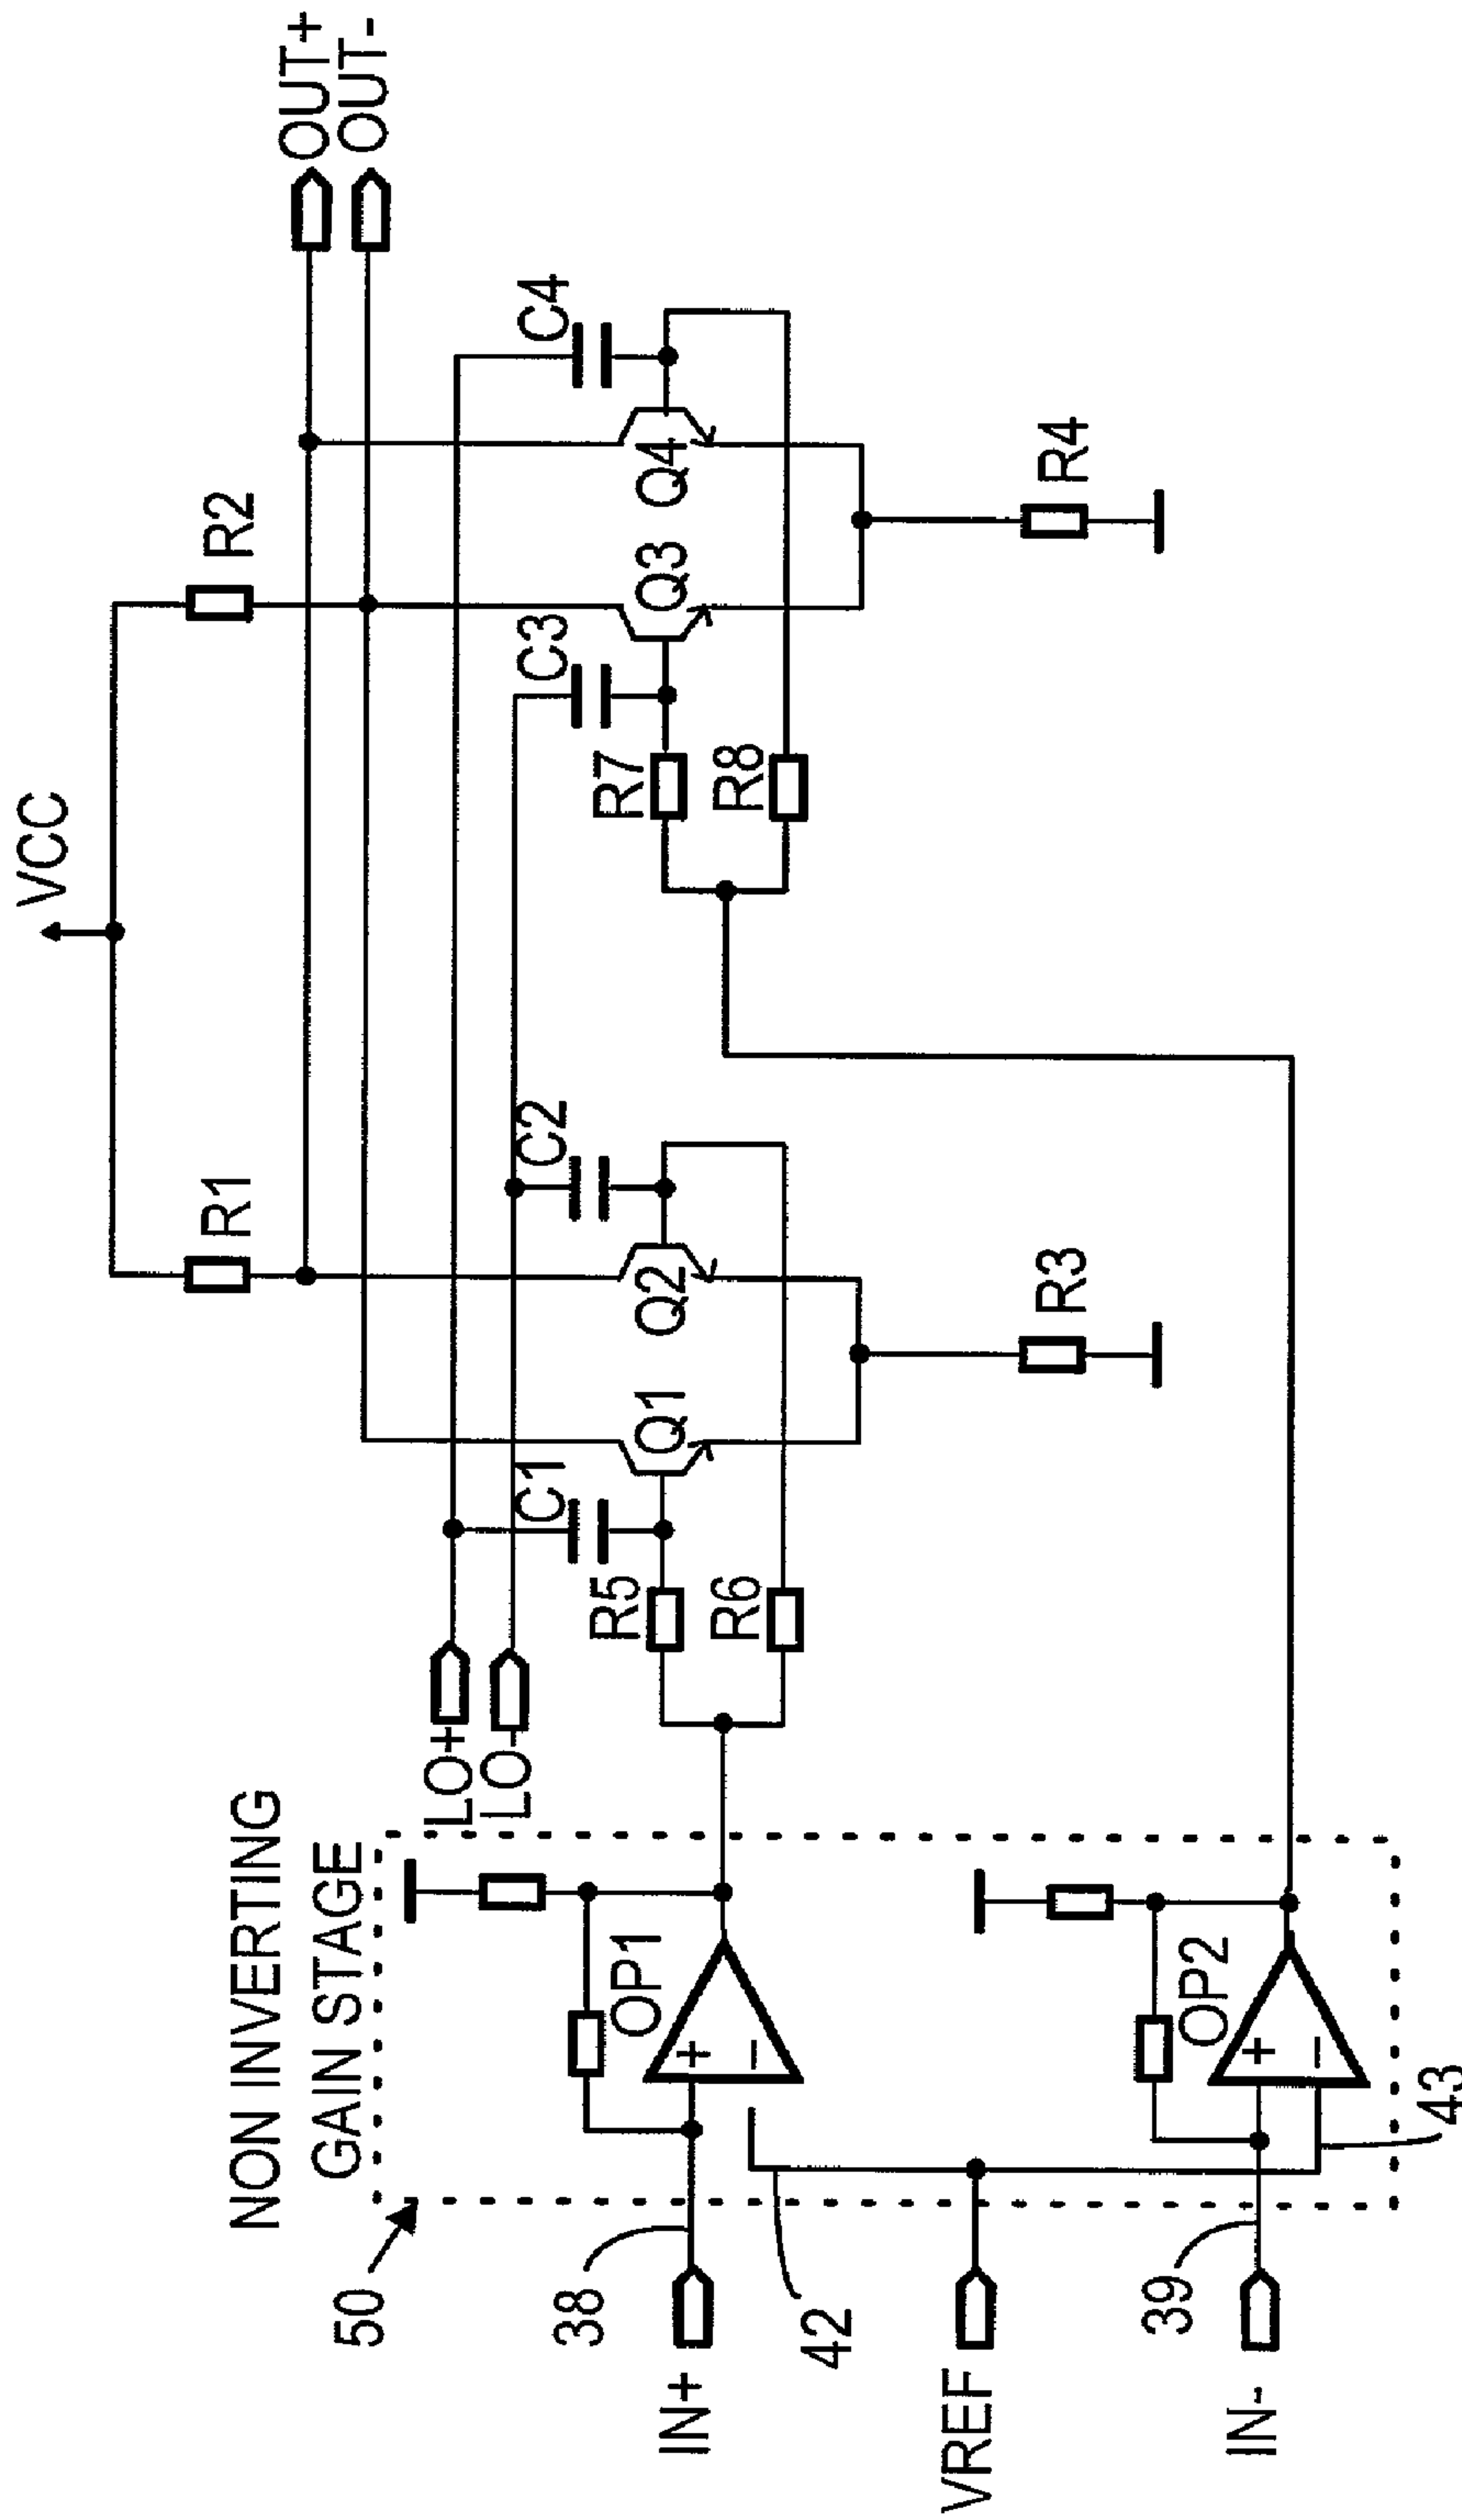 VCC
R1
R2
OUT+
OUT-
NON INVERTING
GAIN STAGE
LO+
LO-
C1
C2
C3
C4
50
R5
Q1
Q2
R7
Q3
Q4
38
OP1
+
-
R6
R8
IN+
42
R3
R4
VREF
39
OP2
+
-
IN-
43